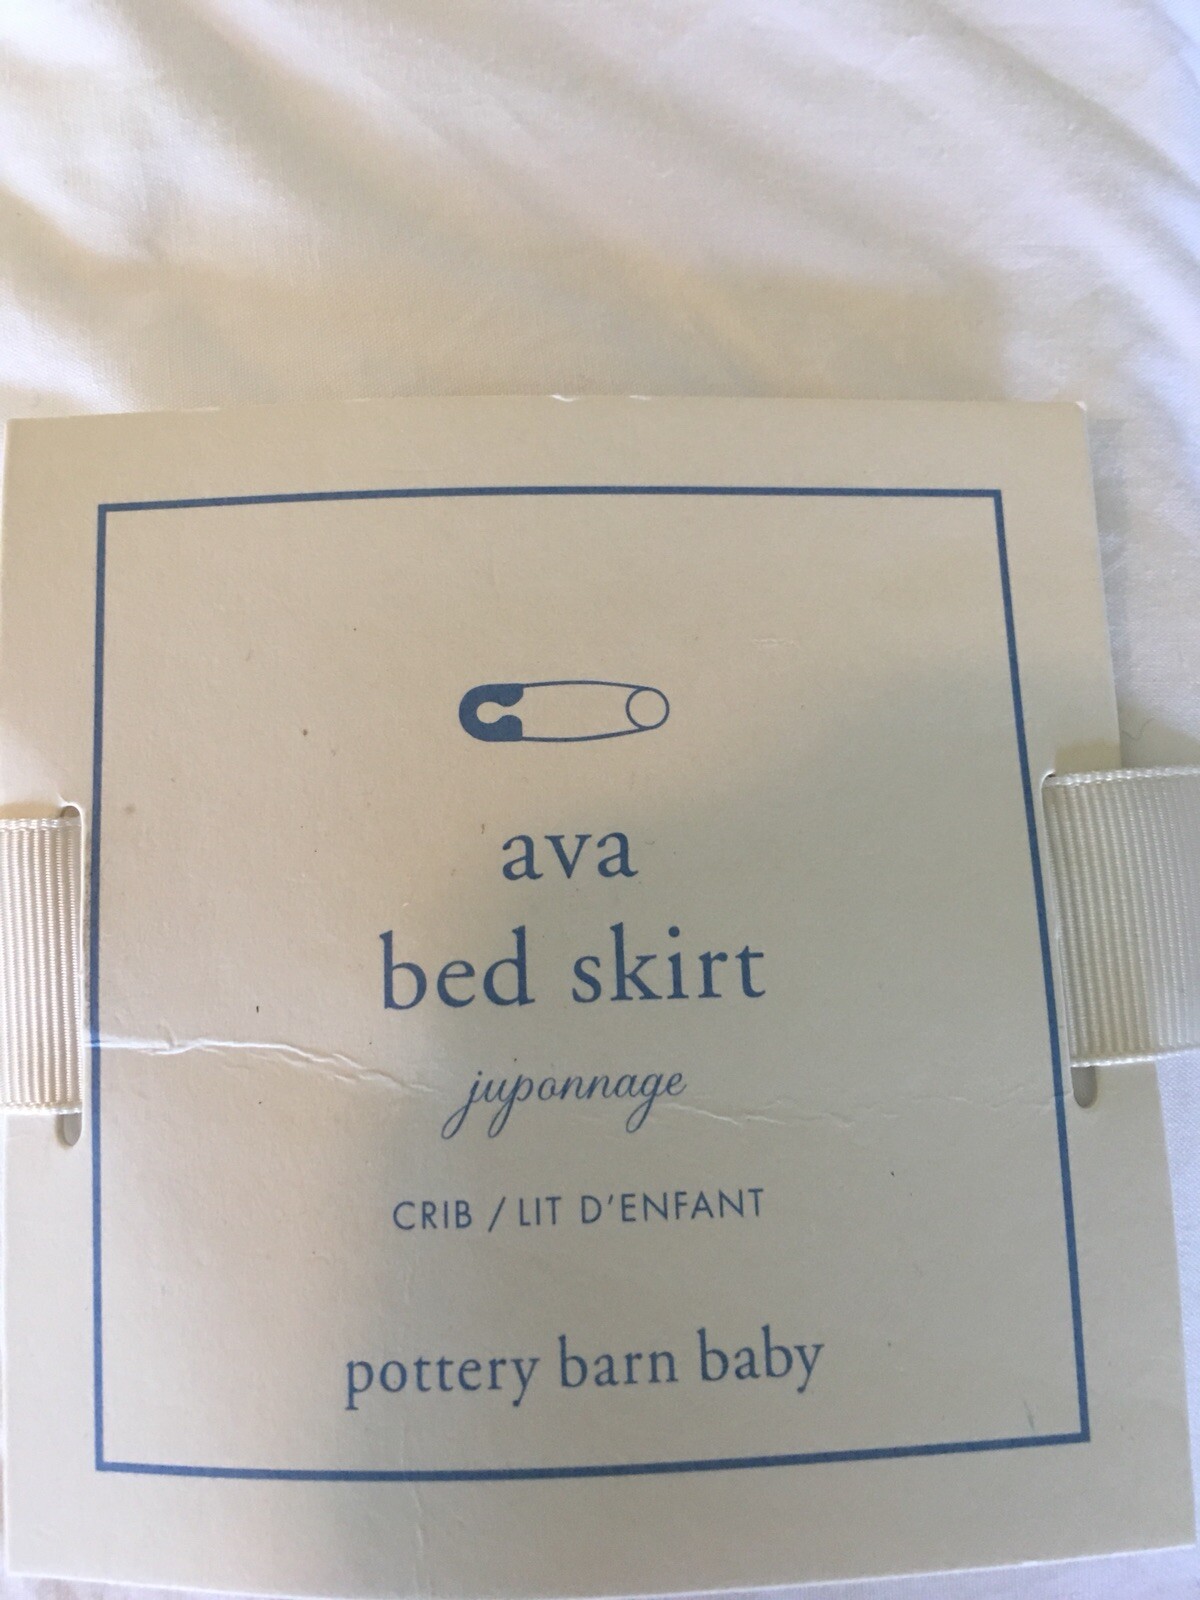 ava
bed skirt
juponnage
CRIB / LIT D'ENFANT
pottery barn baby